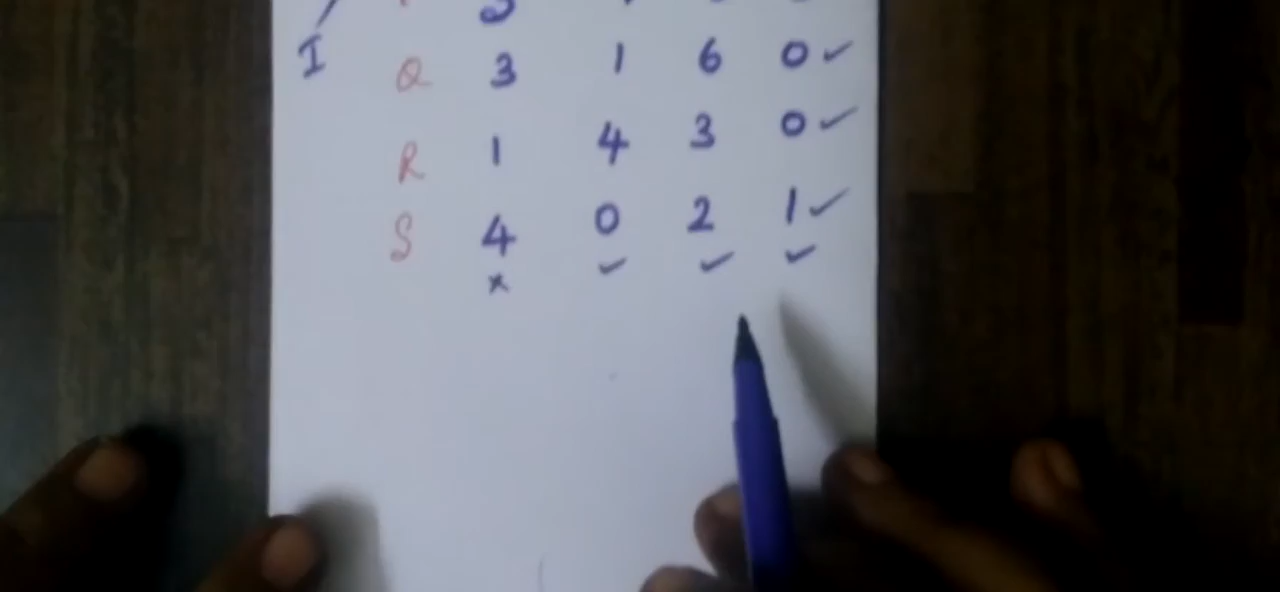 I
Q 3 1 6 0 ✓
R 1 4 3 0 ✓
S 4 0 2 1 ✓
× ✓ ✓ ✓